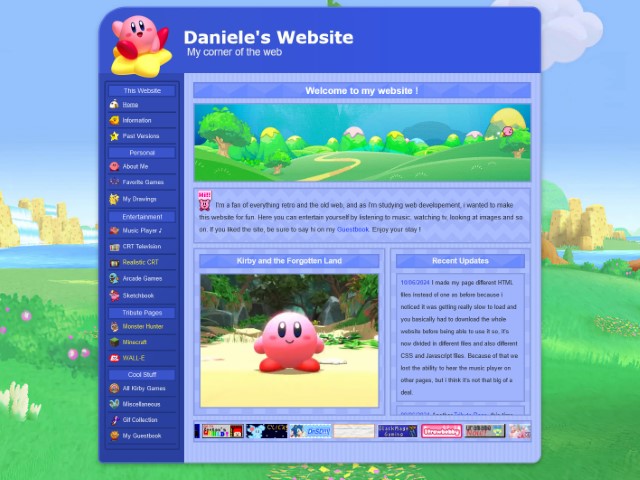 Daniele's Website
My corner of the web
This Website
Home
Information
Past Versions
Personal
About Me
Favorite Games
My Drawings
Entertainment
Music Player ♪
CRT Television
Realistic CRT
Arcade Games
Sketchbook
Tribute Pages
Monster Hunter
Minecraft
WALL-E
Cool Stuff
All Kirby Games
Miscellaneous
Gif Collection
My Guestbook
Welcome to my website !
Hi!!
I'm a fan of everything retro and the old web, and as i'm studying web developement, i wanted to make
this website for fun. Here you can entertain yourself by listening to music, watching tv, looking at images and so
on. If you liked the site, be sure to say hi on my Guestbook. Enjoy your stay !
Kirby and the Forgotten Land
Recent Updates
10/06/2024 I made my page different HTML
files instead of one as before because i
noticed it was getting really slow to load and
you basically had to download the whole
website before being able to use it so, it's
now divided in different files and also different
CSS and Javascript files. Because of that we
lost the ability to hear the music player on
other pages, but i think it's not that big of a
deal